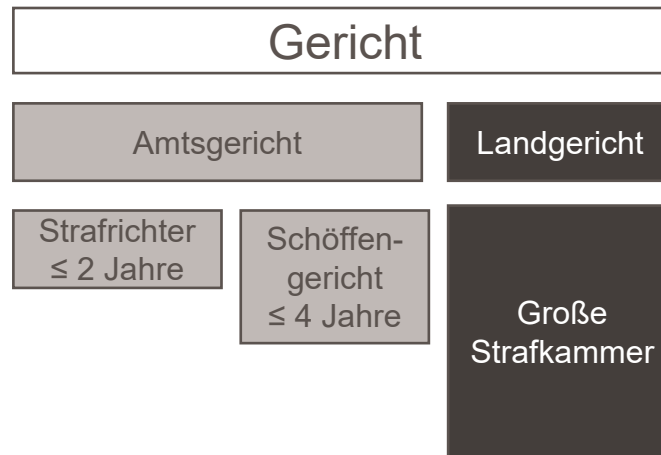 Gericht
Amtsgericht
Landgericht
Strafrichter
≤ 2 Jahre
Schöffen-
gericht
≤ 4 Jahre
Große
Strafkammer